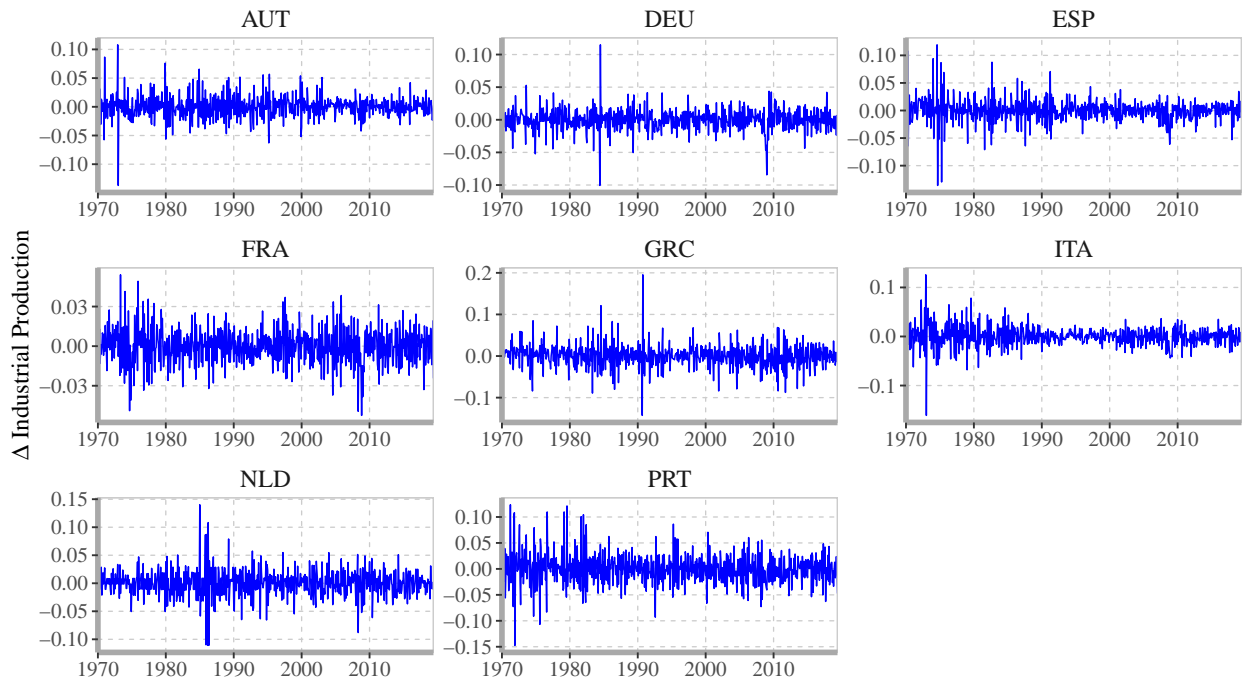 AUT DEU ESP
0.10 0.05 0.00 −0.05 −0.10
0.10 0.05 0.00 −0.05 −0.10
0.10 0.05 0.00 −0.05 −0.10
1970 1980 1990 2000 2010 1970 1980 1990 2000 2010 1970 1980 1990 2000 2010
Δ Industrial Production
FRA GRC ITA
0.03 0.00 −0.03
0.2 0.1 0.0 −0.1
0.1 0.0 −0.1
1970 1980 1990 2000 2010 1970 1980 1990 2000 2010 1970 1980 1990 2000 2010
NLD PRT
0.15 0.10 0.05 0.00 −0.05 −0.10
0.10 0.05 0.00 −0.05 −0.10 −0.15
1970 1980 1990 2000 2010 1970 1980 1990 2000 2010